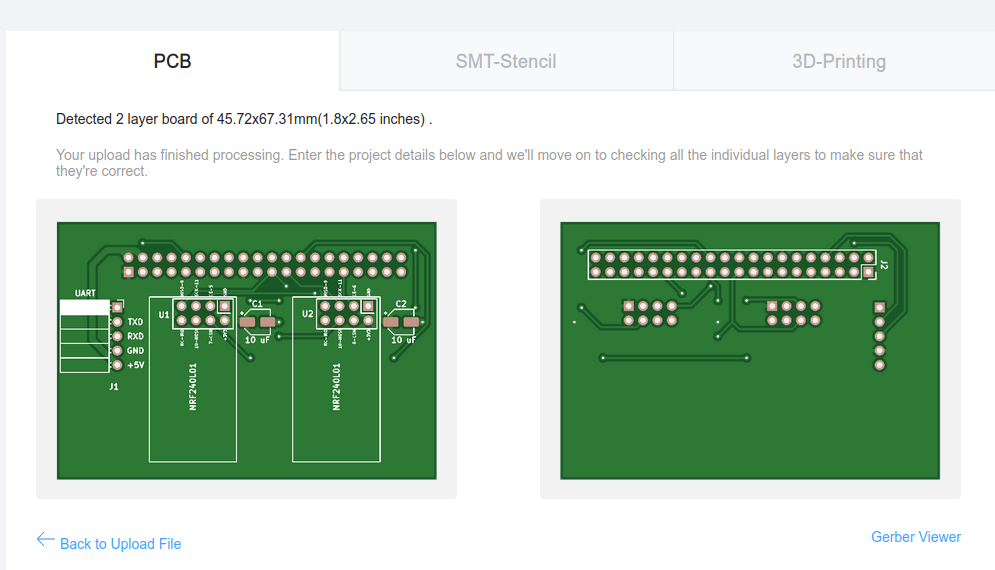 PCB
SMT-Stencil
3D-Printing
Detected 2 layer board of 45.72x67.31mm(1.8x2.65 inches) .
Your upload has finished processing. Enter the project details below and we'll move on to checking all the individual layers to make sure that
they're correct.
UART
TXD
RXD
GND
+5V
J1
U1
C1
10 uF
NRF240L01
U2
C2
10 uF
NRF240L01
J2
Back to Upload File
Gerber Viewer